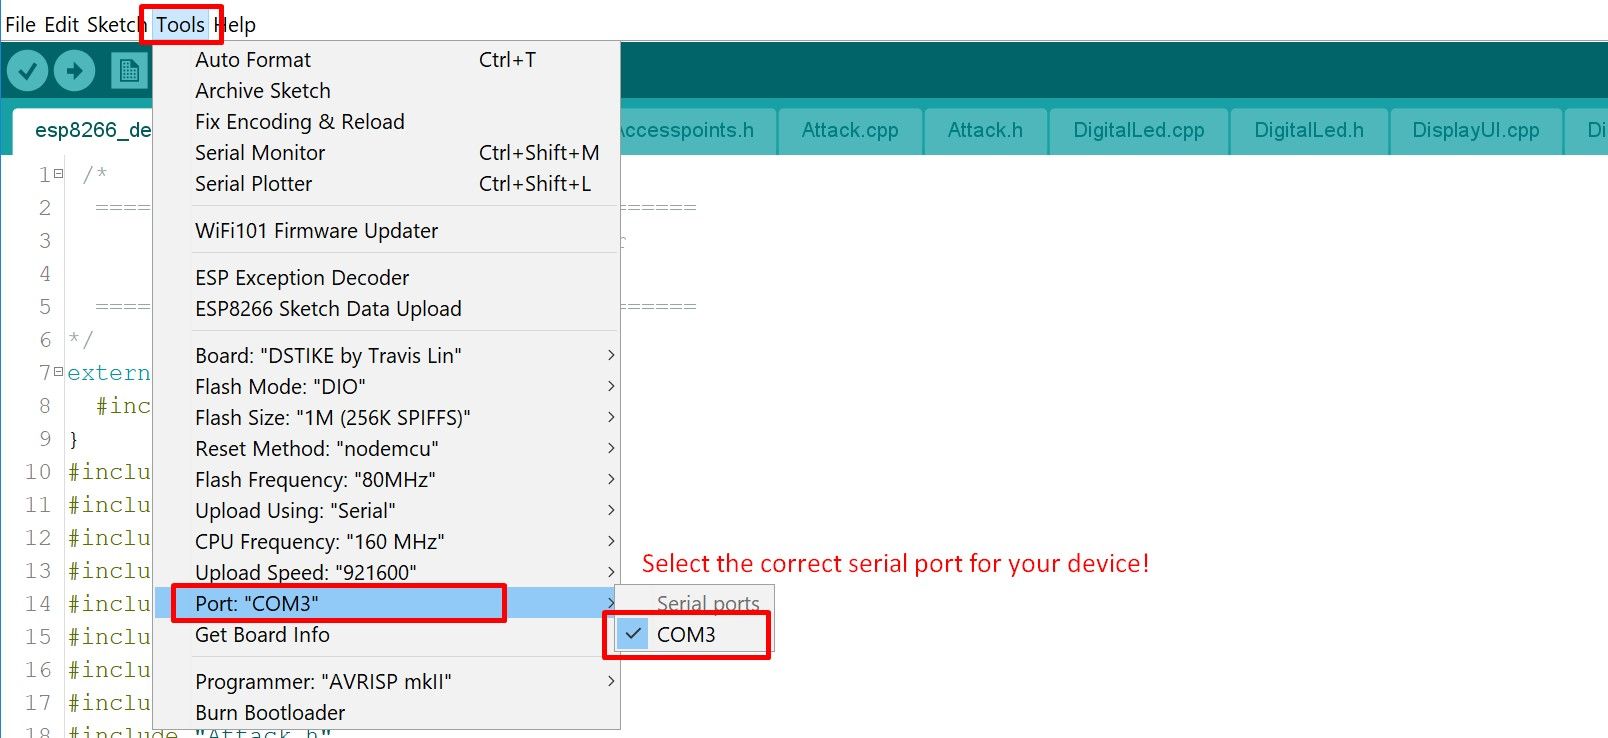 File Edit Sketch Tools Help
Auto Format Ctrl+T
Archive Sketch
Fix Encoding & Reload
Serial Monitor Ctrl+Shift+M
Serial Plotter Ctrl+Shift+L
WiFi101 Firmware Updater
ESP Exception Decoder
ESP8266 Sketch Data Upload
Board: "DSTIKE by Travis Lin"
Flash Mode: "DIO"
Flash Size: "1M (256K SPIFFS)"
Reset Method: "nodemcu"
Flash Frequency: "80MHz"
Upload Using: "Serial"
CPU Frequency: "160 MHz"
Upload Speed: "921600"
Port: "COM3"
Get Board Info
Programmer: "AVRISP mkII"
Burn Bootloader
Select the correct serial port for your device!
Serial ports
COM3
esp8266_de Accesspoints.h Attack.cpp Attack.h DigitalLed.cpp DigitalLed.h DisplayUI.cpp Di
1 /*
2 ==== ====
3
4
5 ==== ====
6 */
7 extern
8 #inc
9 }
10 #inclu
11 #inclu
12 #inclu
13 #inclu
14 #inclu
15 #inclu
16 #inclu
17 #inclu
18 #include "Attack.h"